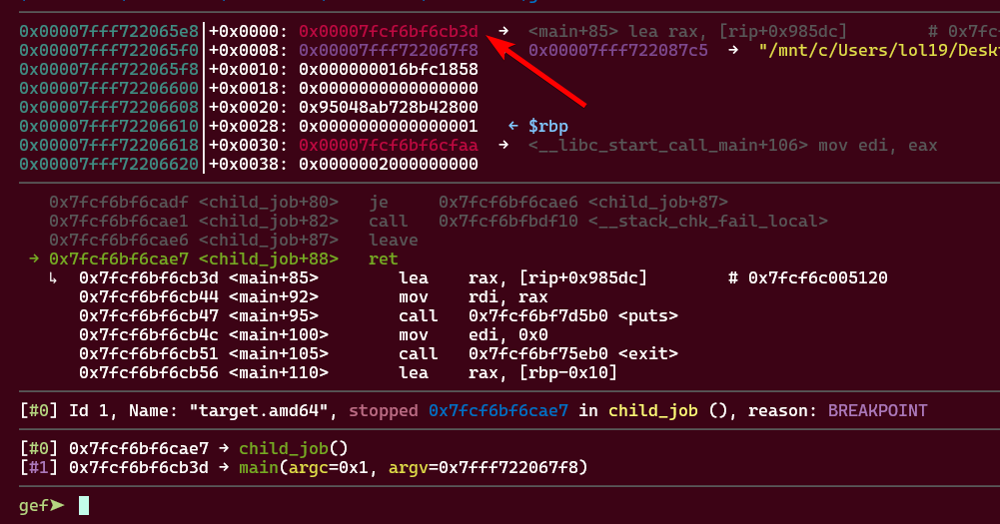 0x00007fff722065e8│+0x0000: 0x00007fcf6bf6cb3d → <main+85> lea rax, [rip+0x985dc] # 0x7fc
0x00007fff722065f0│+0x0008: 0x00007fff722067f8 0x00007fff722087c5 → "/mnt/c/Users/lol19/Desk
0x00007fff722065f8│+0x0010: 0x000000016bfc1858
0x00007fff72206600│+0x0018: 0x0000000000000000
0x00007fff72206608│+0x0020: 0x95048ab728b42800
0x00007fff72206610│+0x0028: 0x0000000000000001 ← $rbp
0x00007fff72206618│+0x0030: 0x00007fcf6bf6cfaa → <__libc_start_call_main+106> mov edi, eax
0x00007fff72206620│+0x0038: 0x0000002000000000
0x7fcf6bf6cadf <child_job+80> je 0x7fcf6bf6cae6 <child_job+87>
0x7fcf6bf6cae1 <child_job+82> call 0x7fcf6bfbdf10 <__stack_chk_fail_local>
0x7fcf6bf6cae6 <child_job+87> leave
→ 0x7fcf6bf6cae7 <child_job+88> ret
↳ 0x7fcf6bf6cb3d <main+85> lea rax, [rip+0x985dc] # 0x7fcf6c005120
0x7fcf6bf6cb44 <main+92> mov rdi, rax
0x7fcf6bf6cb47 <main+95> call 0x7fcf6bf7d5b0 <puts>
0x7fcf6bf6cb4c <main+100> mov edi, 0x0
0x7fcf6bf6cb51 <main+105> call 0x7fcf6bf75eb0 <exit>
0x7fcf6bf6cb56 <main+110> lea rax, [rbp-0x10]
[#0] Id 1, Name: "target.amd64", stopped 0x7fcf6bf6cae7 in child_job (), reason: BREAKPOINT
[#0] 0x7fcf6bf6cae7 → child_job()
[#1] 0x7fcf6bf6cb3d → main(argc=0x1, argv=0x7fff722067f8)
gef➤